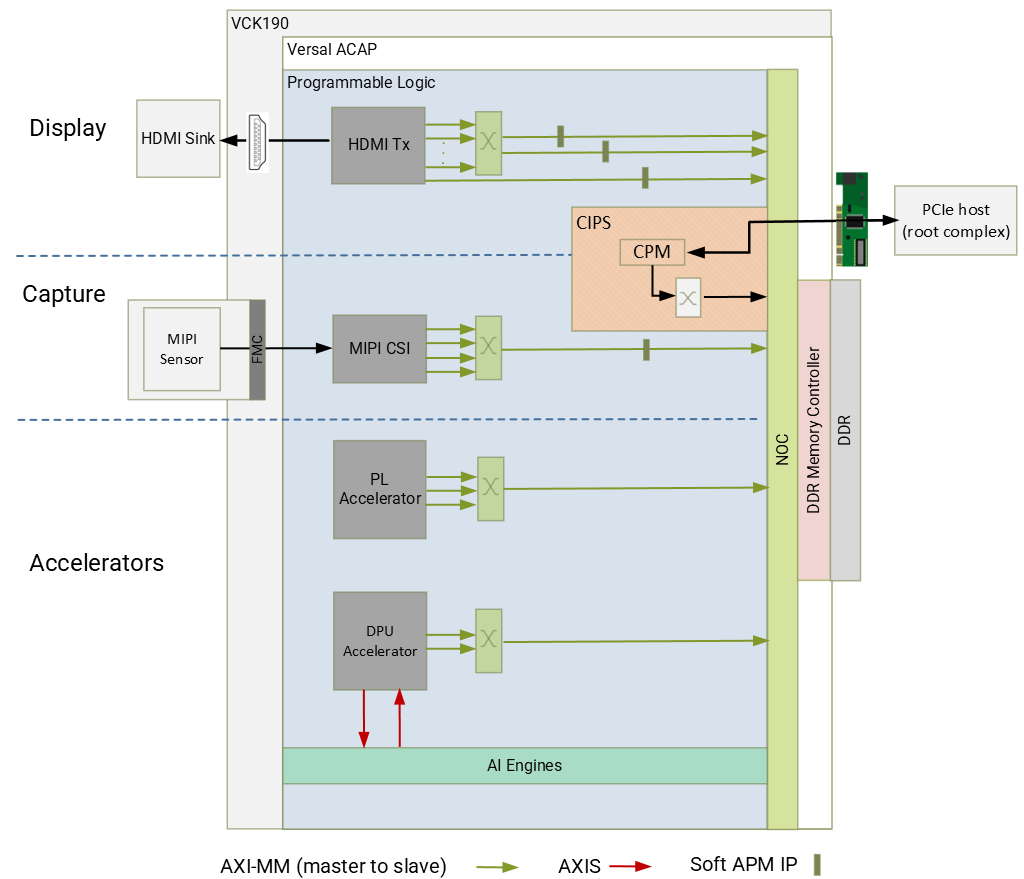 VCK190
Versal ACAP
Programmable Logic
Display
HDMI Sink
HDMI Tx
CIPS
CPM
PCIe host
(root complex)
Capture
MIPI
Sensor
FMC
MIPI CSI
NOC
DDR Memory Controller
DDR
PL
Accelerator
Accelerators
DPU
Accelerator
AI Engines
AXI-MM (master to slave)
AXIS
Soft APM IP